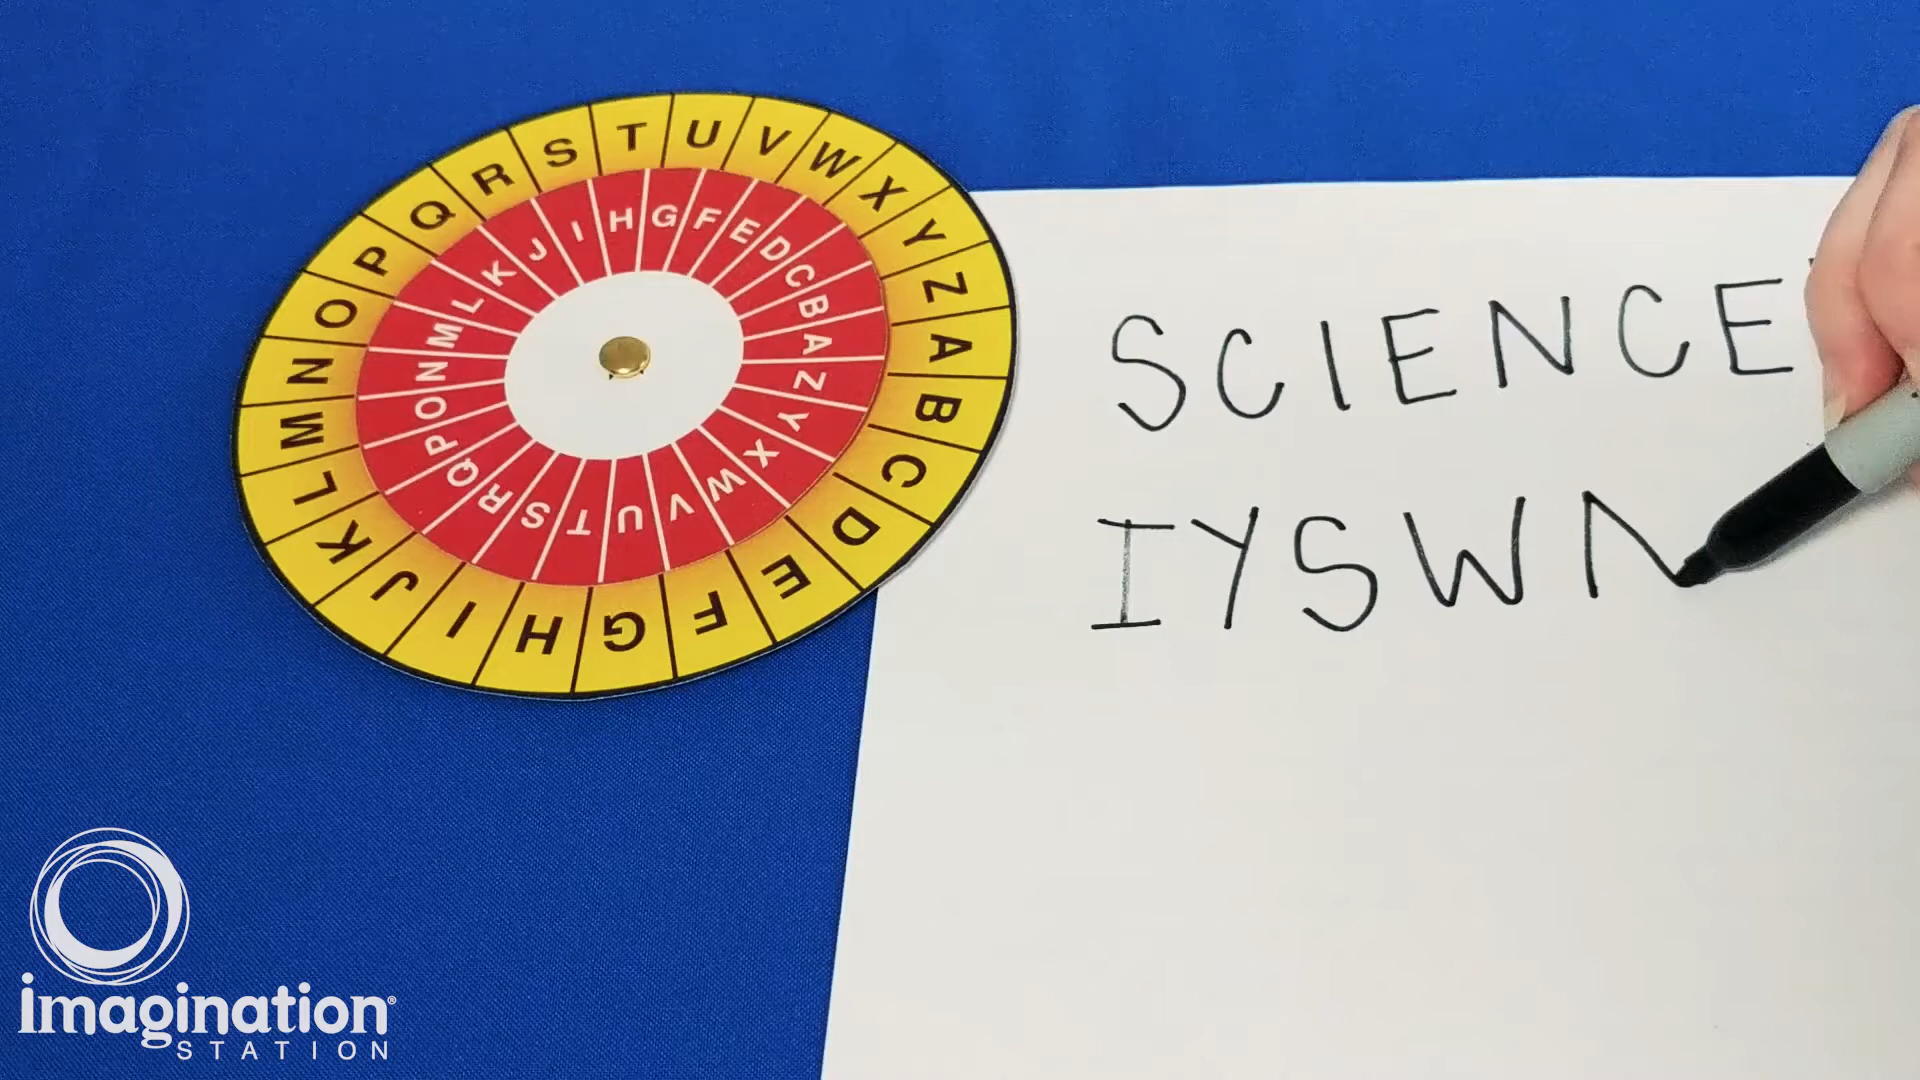 A B C D E F G H I J K L M N O P Q R S T U V W X Y Z
A B C D E F G H I J K L M N O P Q R S T U V W X Y Z
SCIENCE
IYSWN
imagination®
STATION